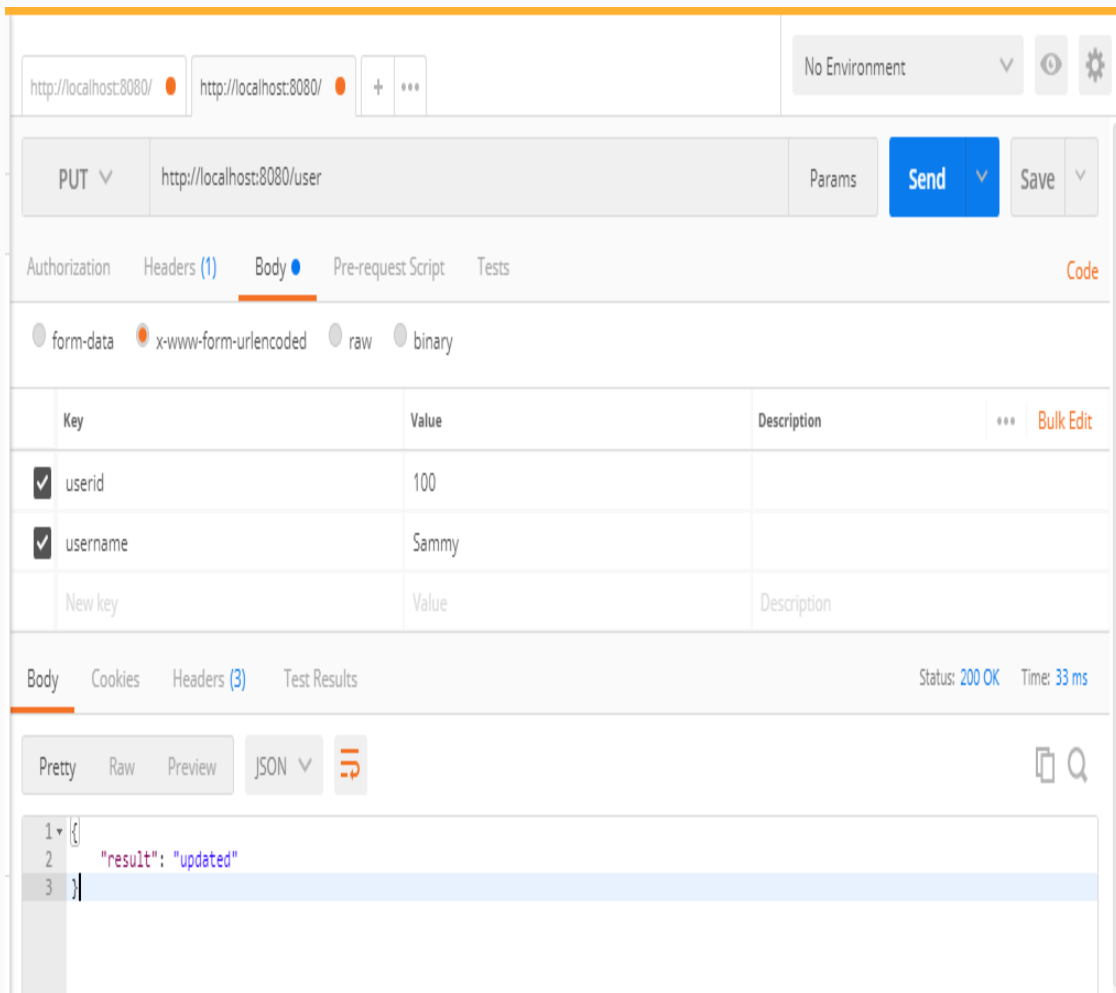 No Environment
http://localhost:8080/ http://localhost:8080/ + •••
PUT http://localhost:8080/user Params Send Save
Authorization Headers (1) Body Pre-request Script Tests Code
form-data x-www-form-urlencoded raw binary
Key Value Description ••• Bulk Edit
userid 100
username Sammy
New key Value Description
Body Cookies Headers (3) Test Results Status: 200 OK Time: 33 ms
Pretty Raw Preview JSON
1 {
2 "result": "updated"
3 }